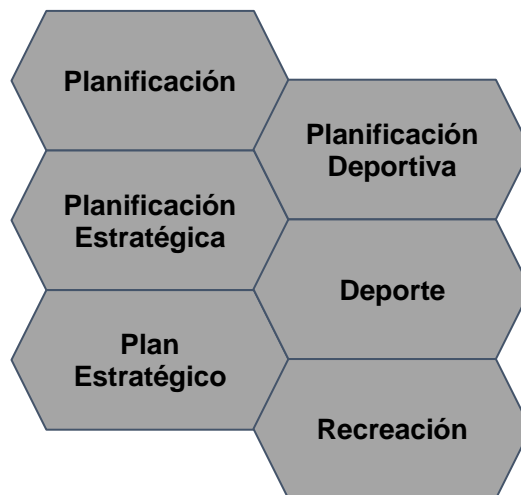 Planificación
Planificación
Deportiva
Planificación
Estratégica
Deporte
Plan
Estratégico
Recreación